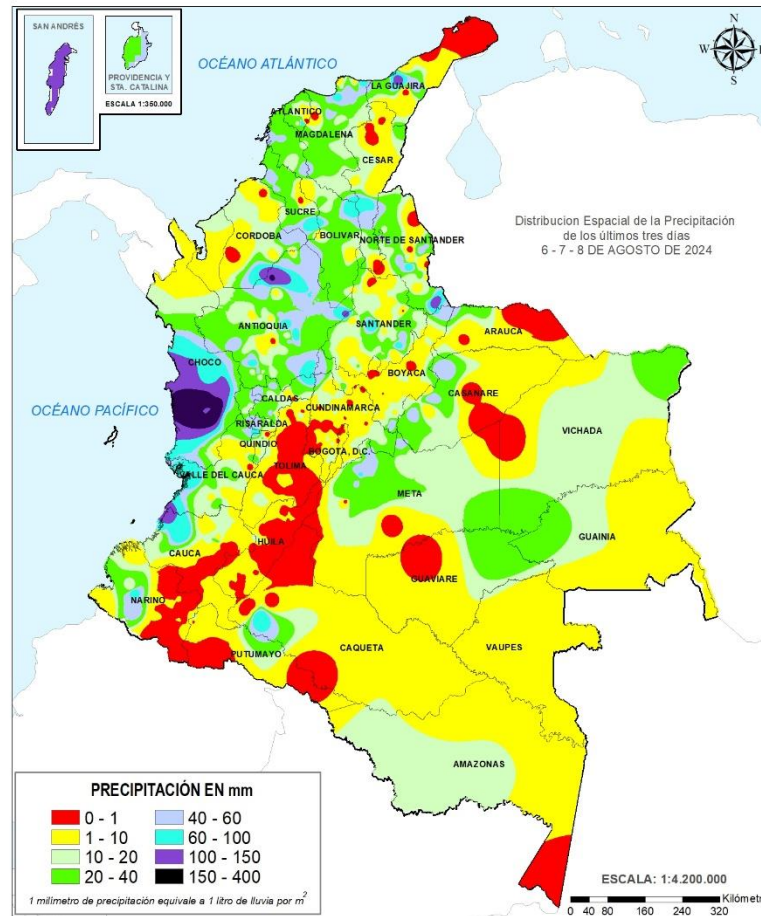 SAN ANDRÉS
PROVIDENCIA Y
STA. CATALINA
ESCALA 1:350.000
OCÉANO ATLÁNTICO
N
W
E
S
LA GUAJIRA
ATLANTICO
MAGDALENA
CESAR
SUCRE
CORDOBA
BOLIVAR
NORTE DE SANTANDER
Distribucion Espacial de la Precipitación
de los últimos tres días
6 - 7 - 8 DE AGOSTO DE 2024
ANTIOQUIA
SANTANDER
ARAUCA
CHOCO
BOYACA
CASANARE
OCÉANO PACÍFICO
CALDAS
CUNDINAMARCA
RISARALDA
VICHADA
QUINDIO
BOGOTA, D.C.
TOLIMA
VALLE DEL CAUCA
META
GUAINIA
CAUCA
HUILA
GUAVIARE
NARIÑO
PUTUMAYO
CAQUETA
VAUPES
AMAZONAS
PRECIPITACIÓN EN mm
0 - 1
40 - 60
1 - 10
60 - 100
10 - 20
100 - 150
20 - 40
150 - 400
1 milímetro de precipitación equivale a 1 litro de lluvia por m²
ESCALA: 1:4.200.000
Kilómet
0 40 80 160 240 320